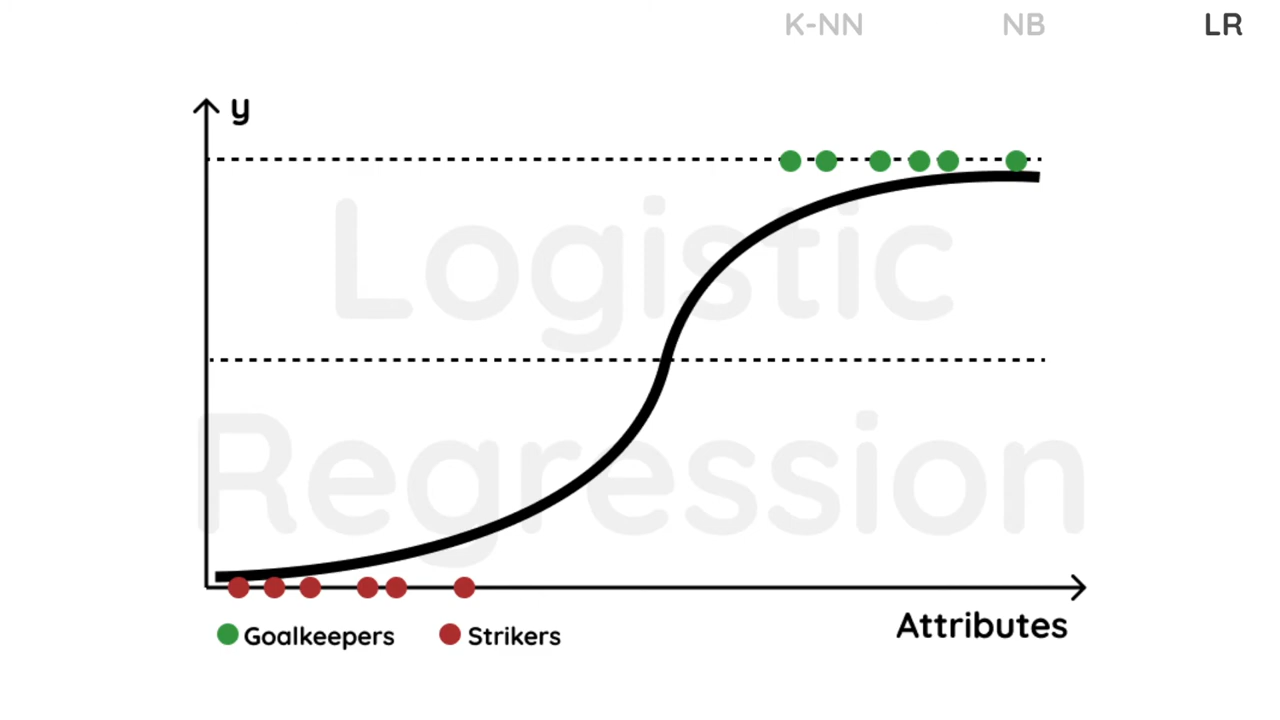 K-NN NB LR
y
Logistic
Regression
Attributes
Goalkeepers Strikers